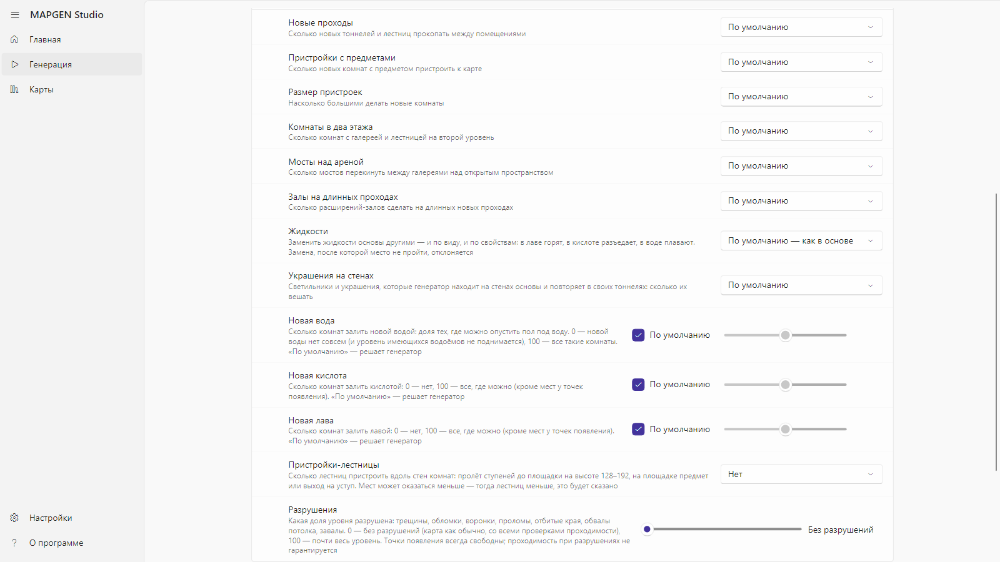 MAPGEN Studio
Главная
Генерация
Карты
Настройки
О программе
Новые проходы
Сколько новых тоннелей и лестниц прокопать между помещениями
По умолчанию
Пристройки с предметами
Сколько новых комнат с предметом пристроить к карте
По умолчанию
Размер пристроек
Насколько большими делать новые комнаты
По умолчанию
Комнаты в два этажа
Сколько комнат с галереей и лестницей на второй уровень
По умолчанию
Мосты над ареной
Сколько мостов перекинуть между галереями над открытым пространством
По умолчанию
Залы на длинных проходах
Сколько расширений-залов сделать на длинных новых проходах
По умолчанию
Жидкости
Заменить жидкости основы другими — и по виду, и по свойствам: в лаве горят, в кислоте разъедает, в воде плавают.
Замена, после которой место не пройти, отклоняется
По умолчанию — как в основе
Украшения на стенах
Светильники и украшения, которые генератор находит на стенах основы и повторяет в своих тоннелях: сколько их
вешать
По умолчанию
Новая вода
Сколько комнат залить новой водой: доля тех, где можно опустить пол под воду. 0 — новой
воды нет совсем (и уровень имеющихся водоёмов не поднимается), 100 — все такие комнаты.
«По умолчанию» — решает генератор
По умолчанию
Новая кислота
Сколько комнат залить кислотой: 0 — нет, 100 — все, где можно (кроме мест у точек
появления). «По умолчанию» — решает генератор
По умолчанию
Новая лава
Сколько комнат залить лавой: 0 — нет, 100 — все, где можно (кроме мест у точек появления).
«По умолчанию» — решает генератор
По умолчанию
Пристройки-лестницы
Сколько лестниц пристроить вдоль стен комнат: пролёт ступеней до площадки на высоте 128–192, на площадке предмет
или выход на уступ. Мест может оказаться меньше — тогда лестниц меньше, это будет сказано
Нет
Разрушения
Какая доля уровня разрушена: трещины, обломки, воронки, проломы, отбитые края, обвалы
потолка, завалы. 0 — без разрушений (карта как обычно, со всеми проверками проходимости),
100 — почти весь уровень. Точки появления всегда свободны; проходимость при разрушениях не
гарантируется
Без разрушений